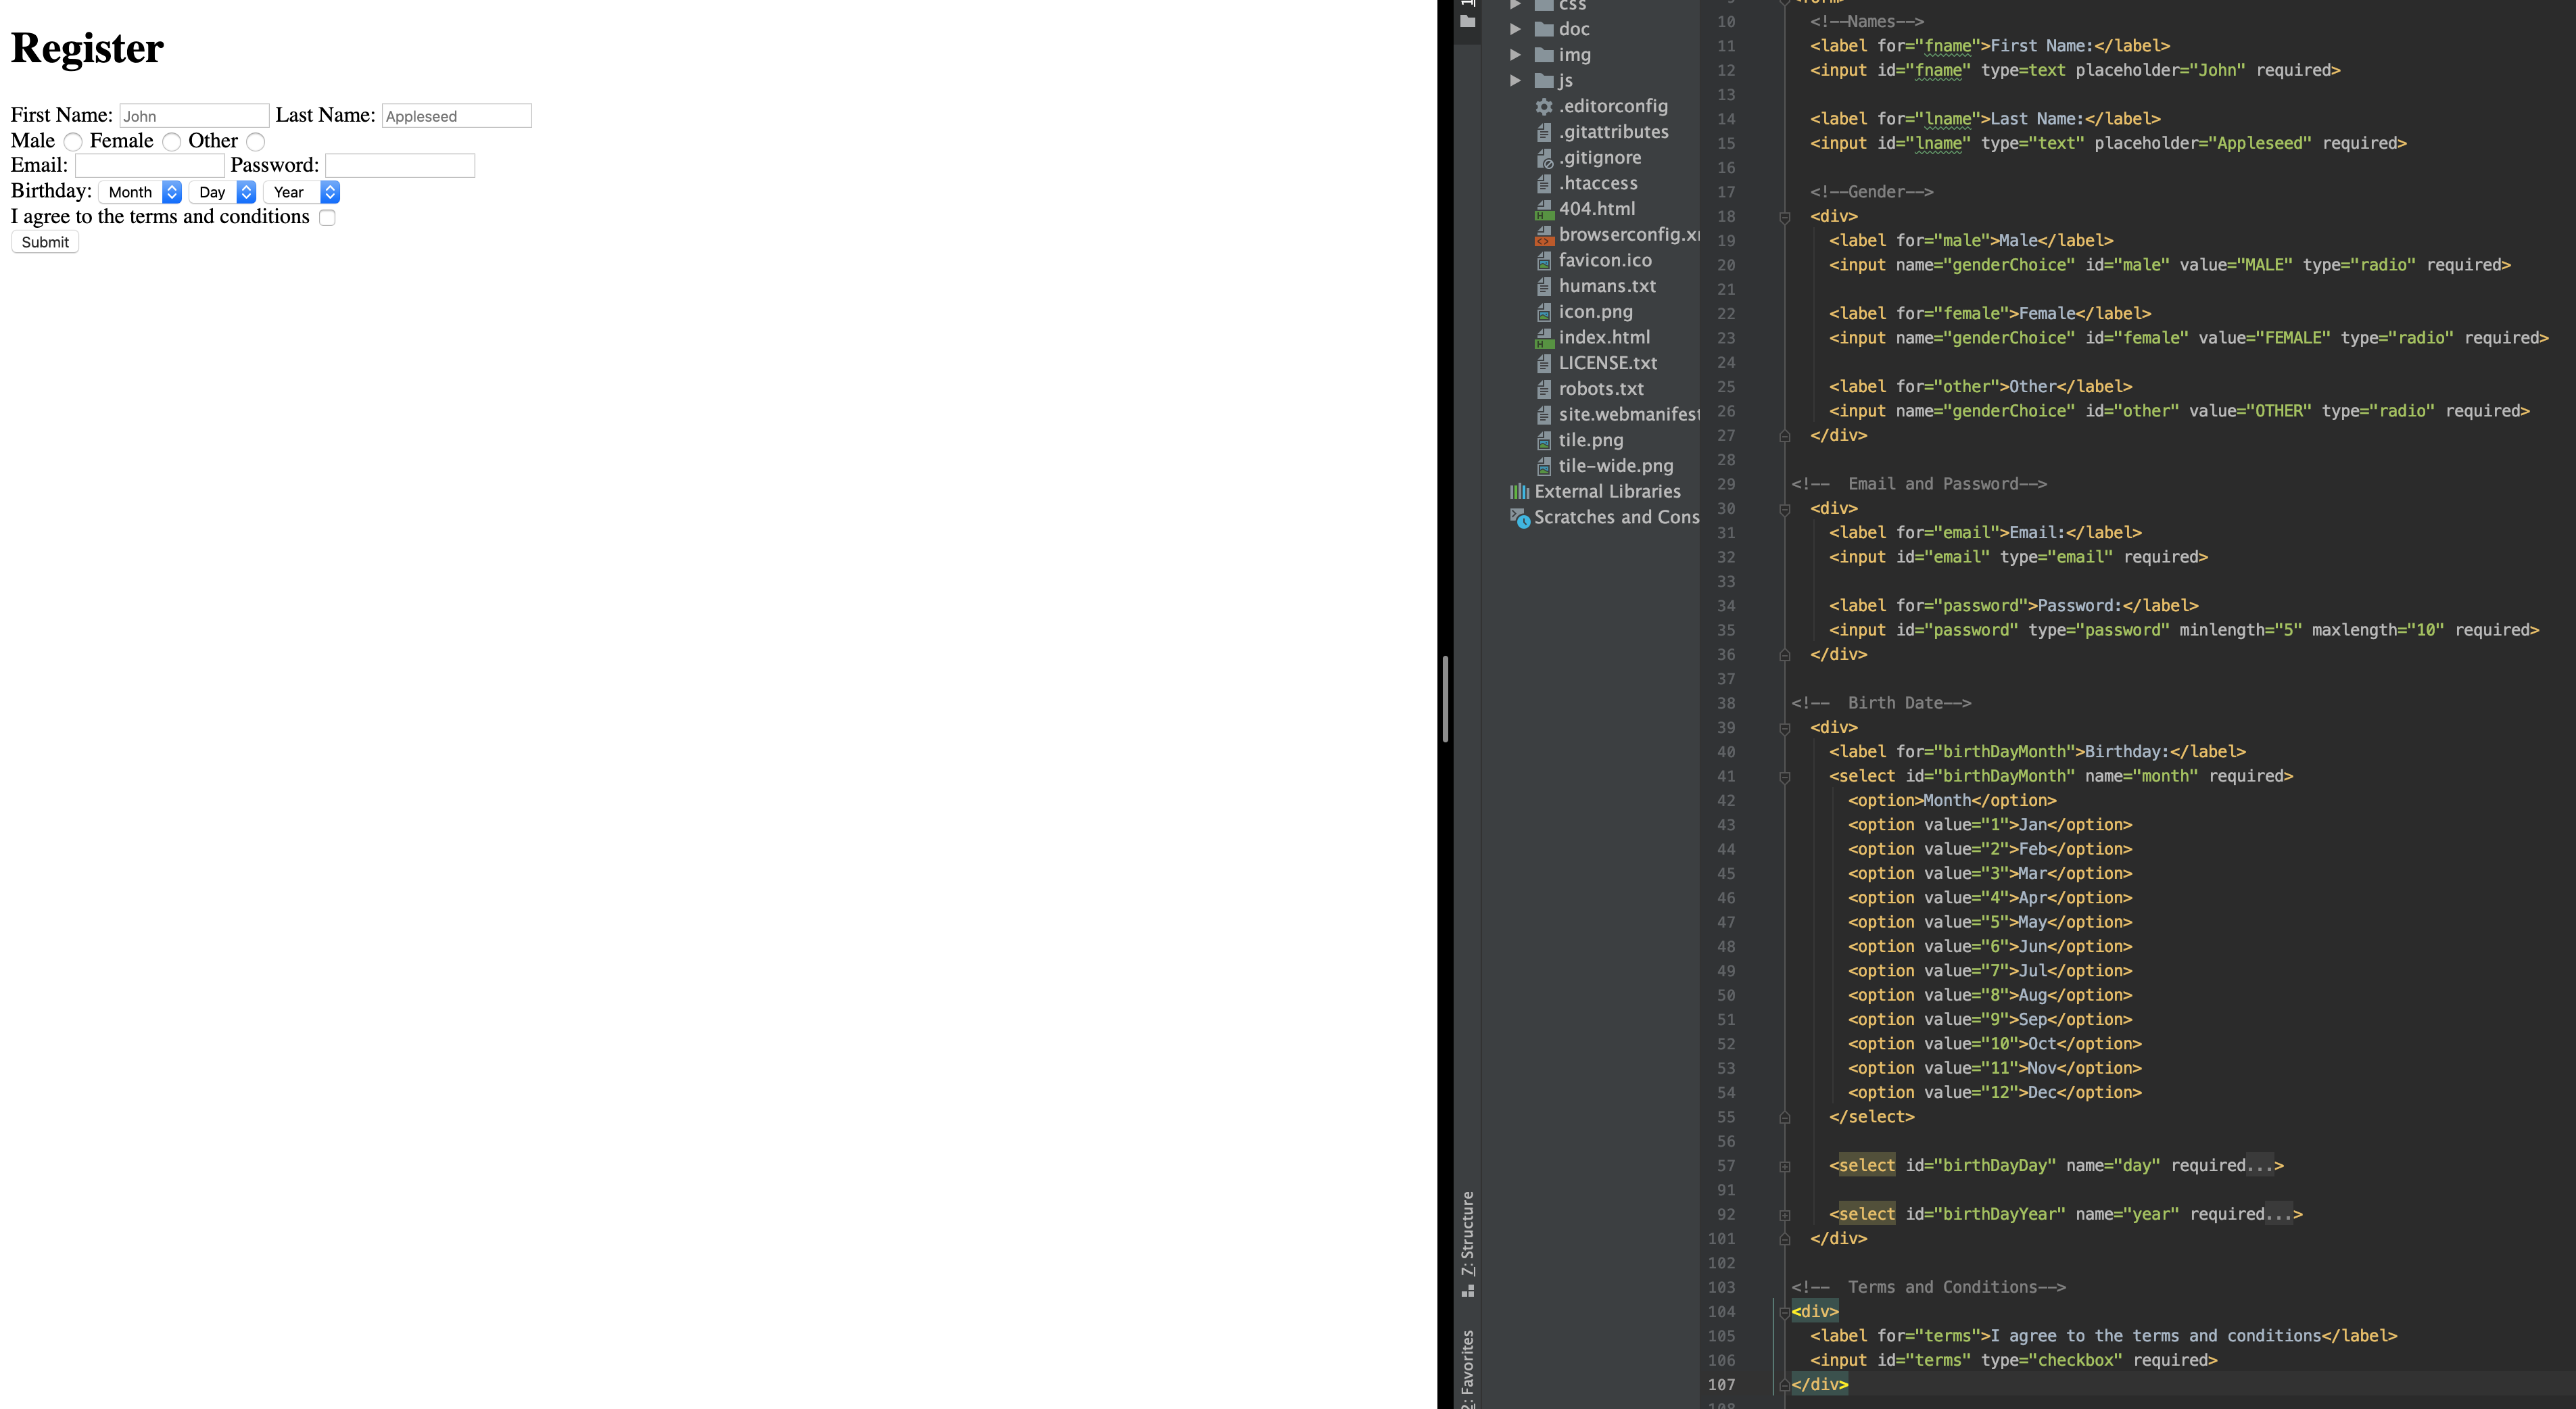 Register
First Name: John Last Name: Appleseed
Male Female Other
Email: Password:
Birthday: Month Day Year
I agree to the terms and conditions
Submit
css
doc
img
js
.editorconfig
.gitattributes
.gitignore
.htaccess
404.html
browserconfig.x
favicon.ico
humans.txt
icon.png
index.html
LICENSE.txt
robots.txt
site.webmanifest
tile.png
tile-wide.png
External Libraries
Scratches and Cons
Z: Structure
2: Favorites
10 <!--Names-->
11 <label for="fname">First Name:</label>
12 <input id="fname" type=text placeholder="John" required>
13
14 <label for="lname">Last Name:</label>
15 <input id="lname" type="text" placeholder="Appleseed" required>
16
17 <!--Gender-->
18 <div>
19 <label for="male">Male</label>
20 <input name="genderChoice" id="male" value="MALE" type="radio" required>
21
22 <label for="female">Female</label>
23 <input name="genderChoice" id="female" value="FEMALE" type="radio" required>
24
25 <label for="other">Other</label>
26 <input name="genderChoice" id="other" value="OTHER" type="radio" required>
27 </div>
28
29 <!-- Email and Password-->
30 <div>
31 <label for="email">Email:</label>
32 <input id="email" type="email" required>
33
34 <label for="password">Password:</label>
35 <input id="password" type="password" minlength="5" maxlength="10" required>
36 </div>
37
38 <!-- Birth Date-->
39 <div>
40 <label for="birthDayMonth">Birthday:</label>
41 <select id="birthDayMonth" name="month" required>
42 <option>Month</option>
43 <option value="1">Jan</option>
44 <option value="2">Feb</option>
45 <option value="3">Mar</option>
46 <option value="4">Apr</option>
47 <option value="5">May</option>
48 <option value="6">Jun</option>
49 <option value="7">Jul</option>
50 <option value="8">Aug</option>
51 <option value="9">Sep</option>
52 <option value="10">Oct</option>
53 <option value="11">Nov</option>
54 <option value="12">Dec</option>
55 </select>
56
57 <select id="birthDayDay" name="day" required...>
91
92 <select id="birthDayYear" name="year" required...>
101 </div>
102
103 <!-- Terms and Conditions-->
104 <div>
105 <label for="terms">I agree to the terms and conditions</label>
106 <input id="terms" type="checkbox" required>
107 </div>
108